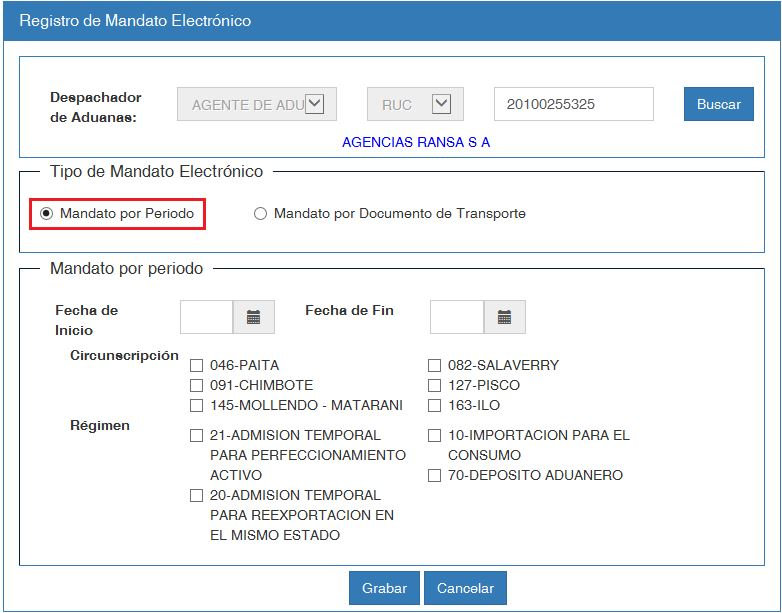 Registro de Mandato Electrónico
Despachador
de Aduanas:
AGENTE DE ADU
RUC
20100255325
Buscar
AGENCIAS RANSA S A
Tipo de Mandato Electrónico
Mandato por Periodo
Mandato por Documento de Transporte
Mandato por periodo
Fecha de
Inicio
Fecha de Fin
Circunscripción
046-PAITA
082-SALAVERRY
091-CHIMBOTE
127-PISCO
145-MOLLENDO - MATARANI
163-ILO
Régimen
21-ADMISION TEMPORAL
PARA PERFECCIONAMIENTO
ACTIVO
10-IMPORTACION PARA EL
CONSUMO
70-DEPOSITO ADUANERO
20-ADMISION TEMPORAL
PARA REEXPORTACION EN
EL MISMO ESTADO
Grabar
Cancelar